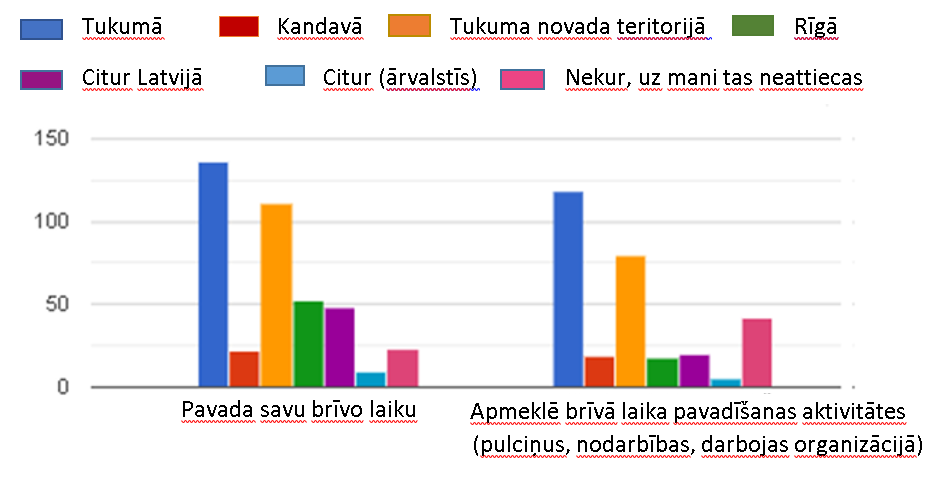 Tukumā Kandavā Tukuma novada teritorijā Rīgā
Citur Latvijā Citur (ārvalstīs) Nekur, uz mani tas neattiecas
150
100
50
0
Pavada savu brīvo laiku Apmeklē brīvā laika pavadīšanas aktivitātes
(pulciņus, nodarbības, darbojas organizācijā)